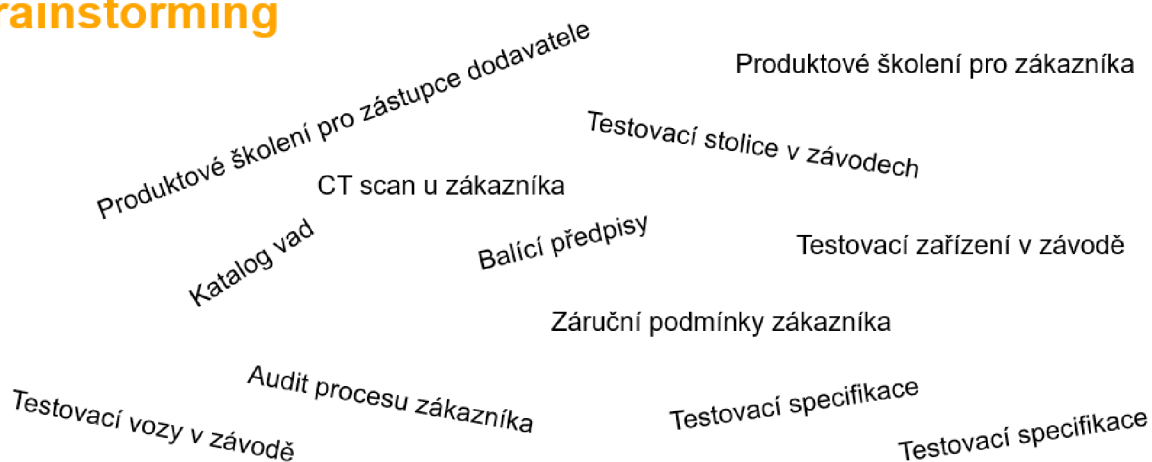 rainstorming
Produktové školení pro zástupce dodavatele
Produktové školení pro zákazníka
Testovací stolice v závodech
CT scan u zákazníka
Katalog vad
Balící předpisy
Testovací zařízení v závodě
Záruční podmínky zákazníka
Audit procesu zákazníka
Testovací vozy v závodě
Testovací specifikace
Testovací specifikace